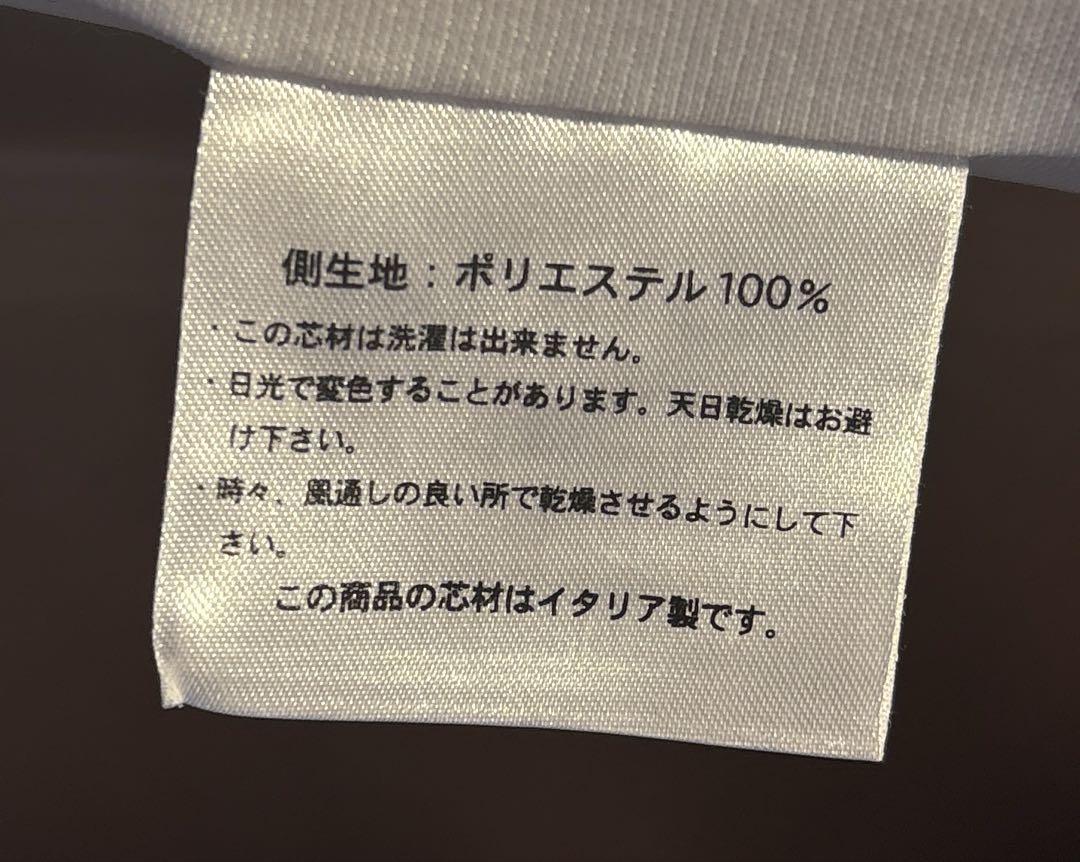 側生地：ポリエステル100%
・この芯材は洗濯は出来ません。
・日光で変色することがあります。天日乾燥はお避
け下さい。
・時々、風通しの良い所で乾燥させるようにして下
さい。
この商品の芯材はイタリア製です。